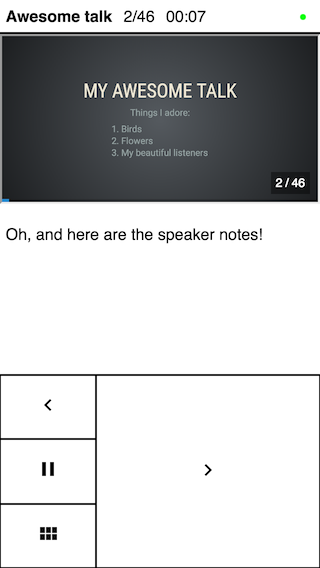 Awesome talk 2/46 00:07
MY AWESOME TALK
Things I adore:
1. Birds
2. Flowers
3. My beautiful listeners
2 / 46
Oh, and here are the speaker notes!